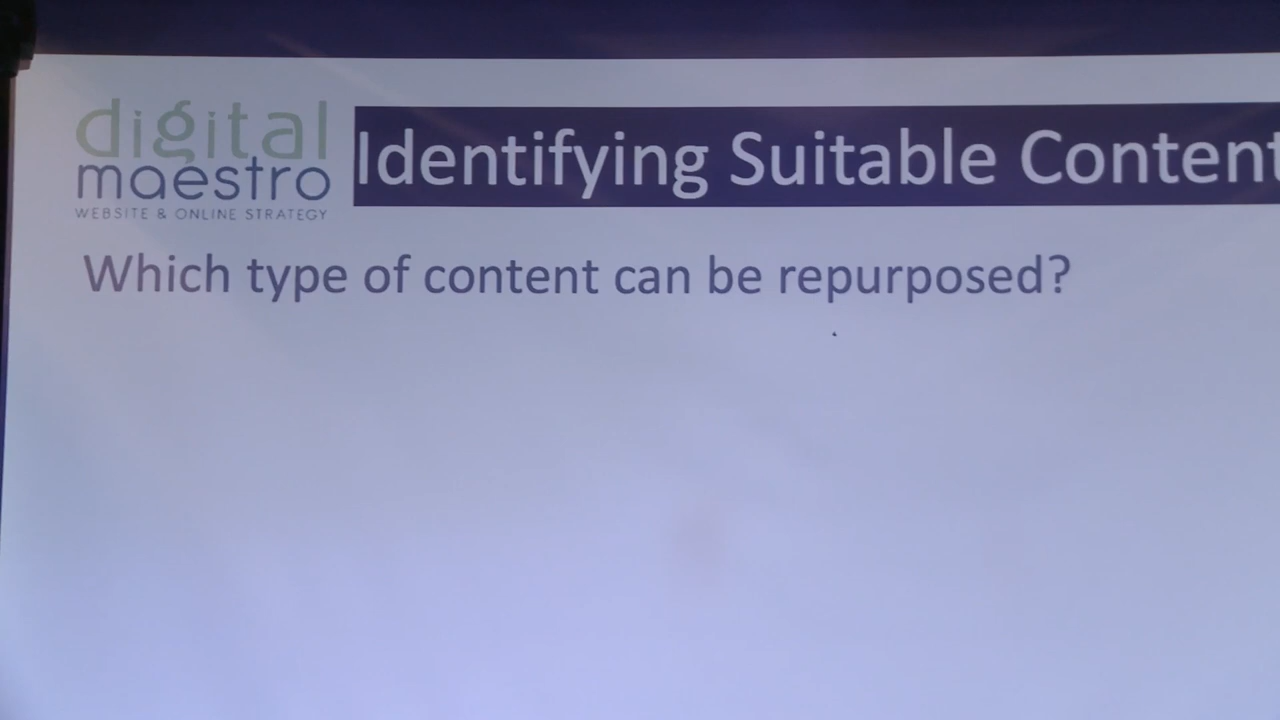 digital
maestro
WEBSITE & ONLINE STRATEGY
Identifying Suitable Content
Which type of content can be repurposed?